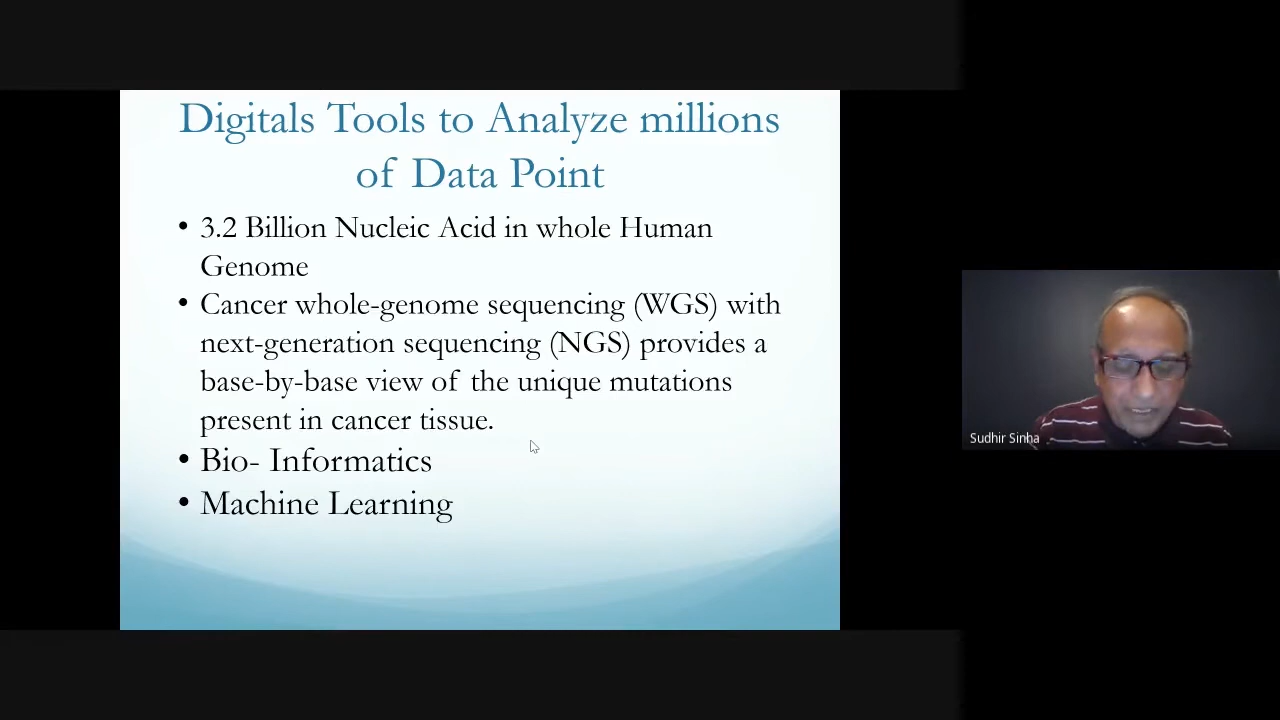 Digitals Tools to Analyze millions
of Data Point
• 3.2 Billion Nucleic Acid in whole Human
Genome
• Cancer whole-genome sequencing (WGS) with
next-generation sequencing (NGS) provides a
base-by-base view of the unique mutations
present in cancer tissue.
• Bio- Informatics
• Machine Learning
Sudhir Sinha